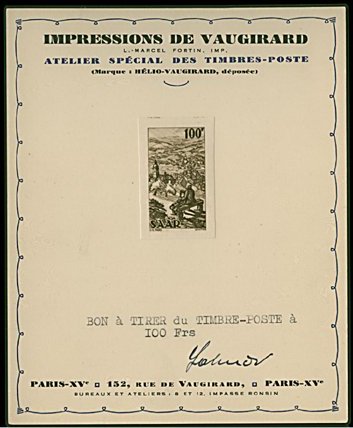 IMPRESSIONS DE VAUGIRARD
L.-MARCEL FORTIN, IMP.
ATELIER SPÉCIAL DES TIMBRES-POSTE
(Marque : HÉLIO-VAUGIRARD, déposée)
100F
SAAR
BON à TIRER du TIMBRE-POSTE à
100 Frs
PARIS-XVe ◻ 152, RUE DE VAUGIRARD, ◻ PARIS-XVe
BUREAUX ET ATELIERS : 8 ET 12, IMPASSE RONSIN